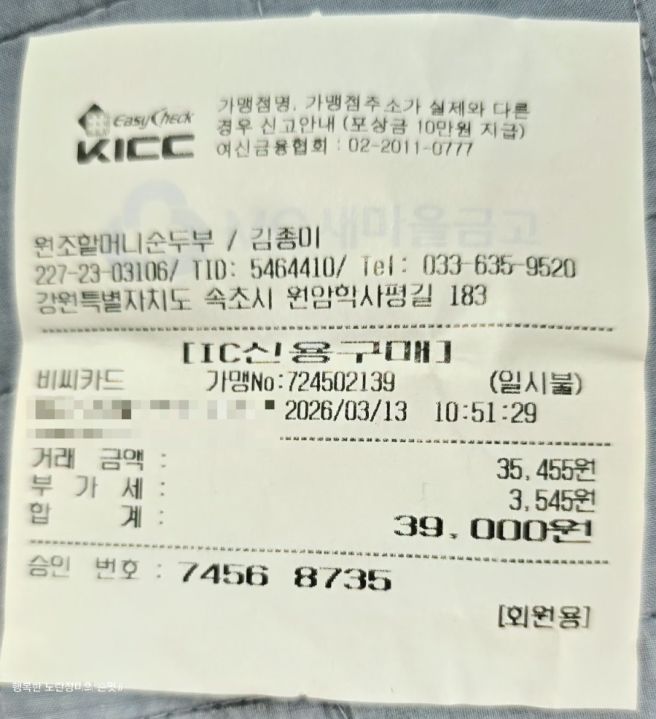 가맹점명, 가맹점주소가 실제와 다른
EasyCheck 경우 신고안내 (포상금 10만원 지급)
KICC 여신금융협회 : 02-2011-0777
새마을금고
원조할머니순두부 / 김종미
227-23-03106/ TID: 5464410/ Tel: 033-635-9520
강원특별자치도 속초시 원암학사평길 183
[IC신용구매]
비씨카드 가맹No:724502139 (일시불)
2026/03/13 10:51:29
거래 금액 : 35,455원
부 가 세 : 3,545원
합 계 : 39,000원
승인 번호 : 7456 8735
[회원용]
행복한